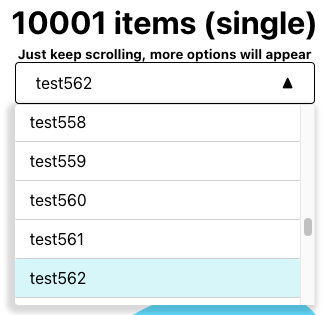 10001 items (single)
Just keep scrolling, more options will appear
test562
test558
test559
test560
test561
test562